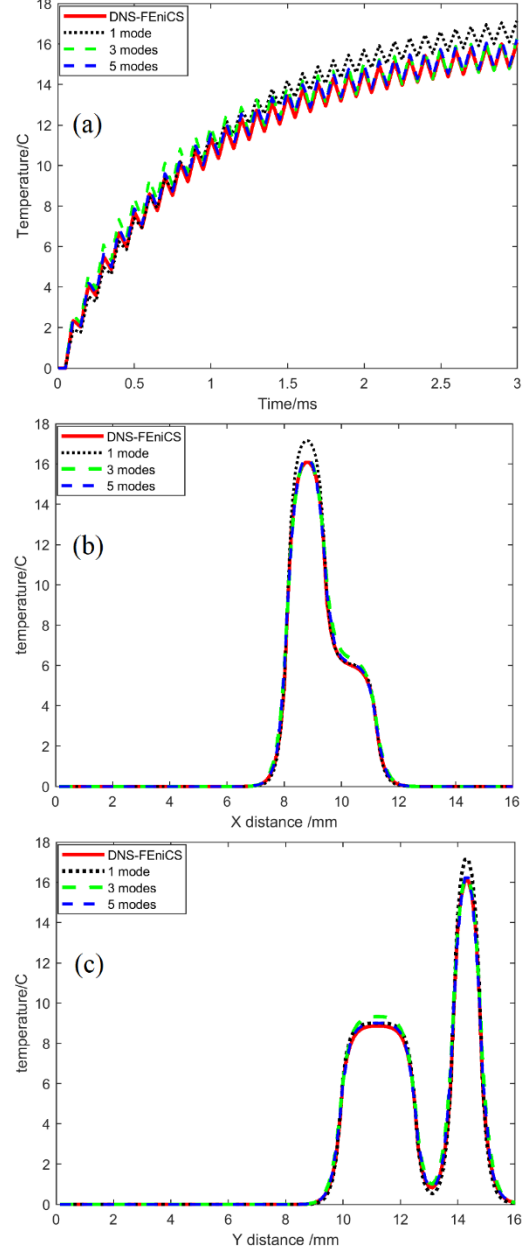 DNS-FEniCS
1 mode
3 modes
5 modes
(a)
Temperature/C
18
16
14
12
10
8
6
4
2
0
0 0.5 1 1.5 2 2.5 3
Time/ms
DNS-FEniCS
1 mode
3 modes
5 modes
(b)
temperature/C
18
16
14
12
10
8
6
4
2
0
0 2 4 6 8 10 12 14 16
X distance /mm
DNS-FEniCS
1 mode
3 modes
5 modes
(c)
temperature/C
18
16
14
12
10
8
6
4
2
0
0 2 4 6 8 10 12 14 16
Y distance /mm